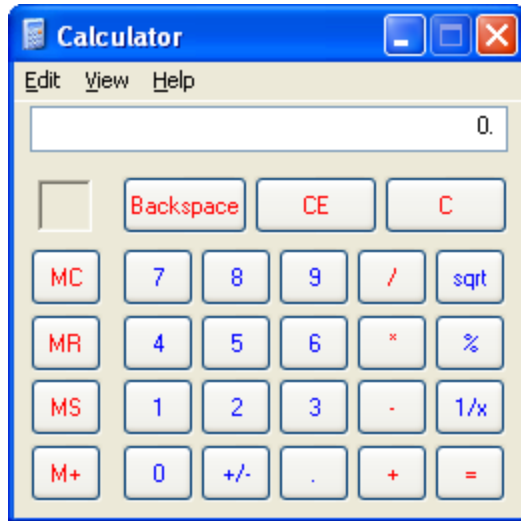 Calculator
Edit View Help
0.
Backspace CE C
MC 7 8 9 / sqrt
MR 4 5 6 * %
MS 1 2 3 - 1/x
M+ 0 +/- . + =